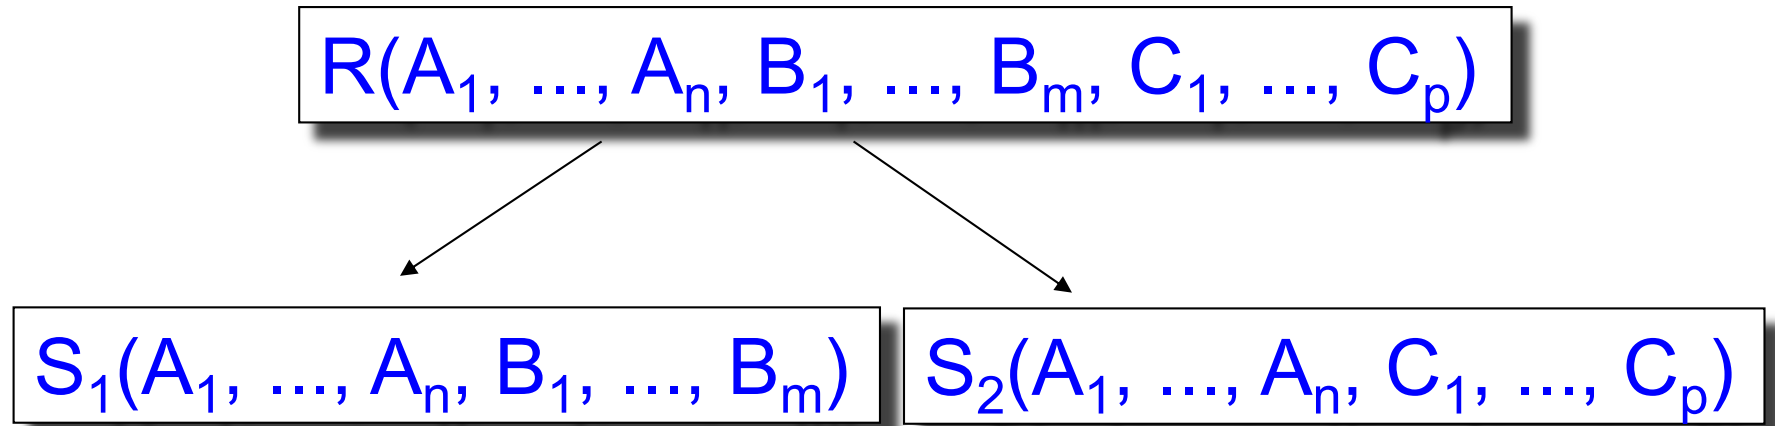 R(A₁, ..., Aₙ, B₁, ..., Bₘ, C₁, ..., Cₚ)
S₁(A₁, ..., Aₙ, B₁, ..., Bₘ)
S₂(A₁, ..., Aₙ, C₁, ..., Cₚ)